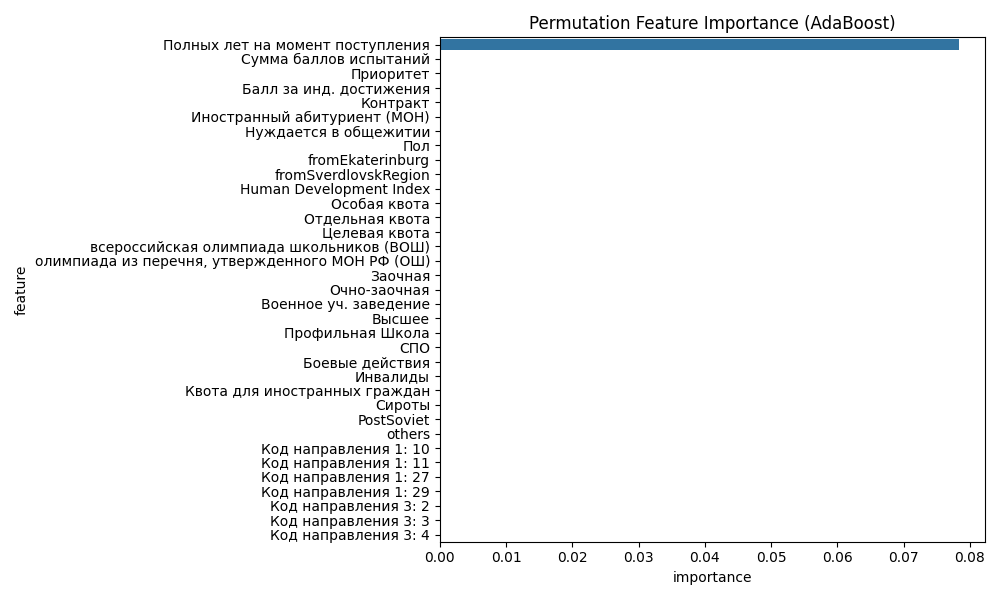 Permutation Feature Importance (AdaBoost)
Полных лет на момент поступления
Сумма баллов испытаний
Приоритет
Балл за инд. достижения
Контракт
Иностранный абитуриент (МОН)
Нуждается в общежитии
Пол
fromEkaterinburg
fromSverdlovskRegion
Human Development Index
Особая квота
Отдельная квота
Целевая квота
всероссийская олимпиада школьников (ВОШ)
олимпиада из перечня, утвержденного МОН РФ (ОШ)
Заочная
Очно-заочная
Военное уч. заведение
Высшее
Профильная Школа
СПО
Боевые действия
Инвалиды
Квота для иностранных граждан
Сироты
PostSoviet
others
Код направления 1: 10
Код направления 1: 11
Код направления 1: 27
Код направления 1: 29
Код направления 3: 2
Код направления 3: 3
Код направления 3: 4
feature
0.00 0.01 0.02 0.03 0.04 0.05 0.06 0.07 0.08
importance